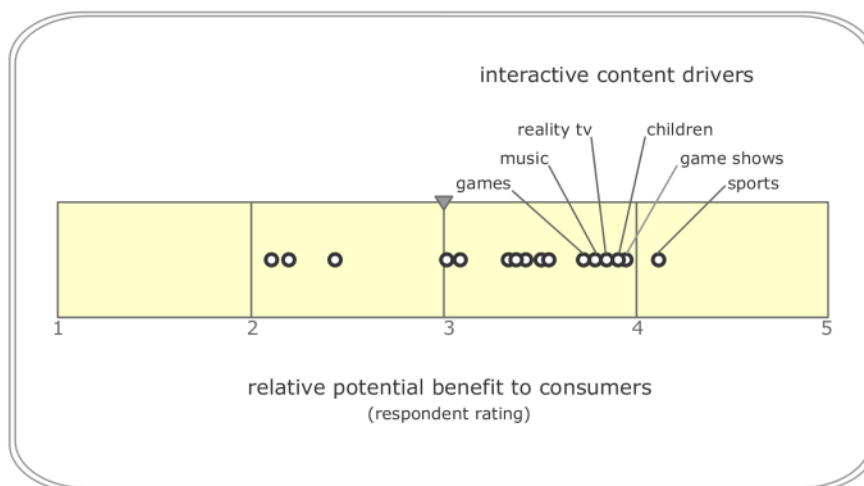 interactive content drivers
reality tv
children
music
game shows
games
sports
1
2
3
4
5
relative potential benefit to consumers
(respondent rating)